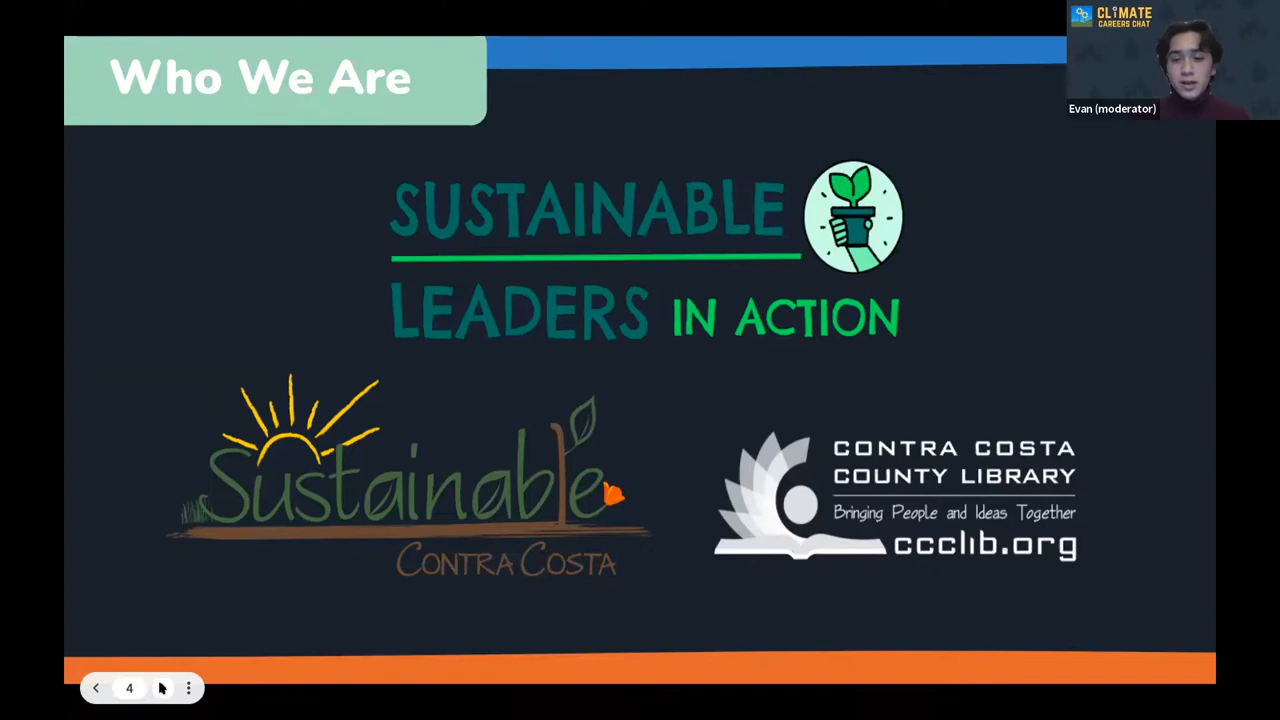 Who We Are
CLiMATE
CAREERS CHAT
Evan (moderator)
SUSTAINABLE
LEADERS IN ACTION
Sustainable
CONTRA COSTA
CONTRA COSTA
COUNTY LIBRARY
Bringing People and Ideas Together
ccclib.org
4